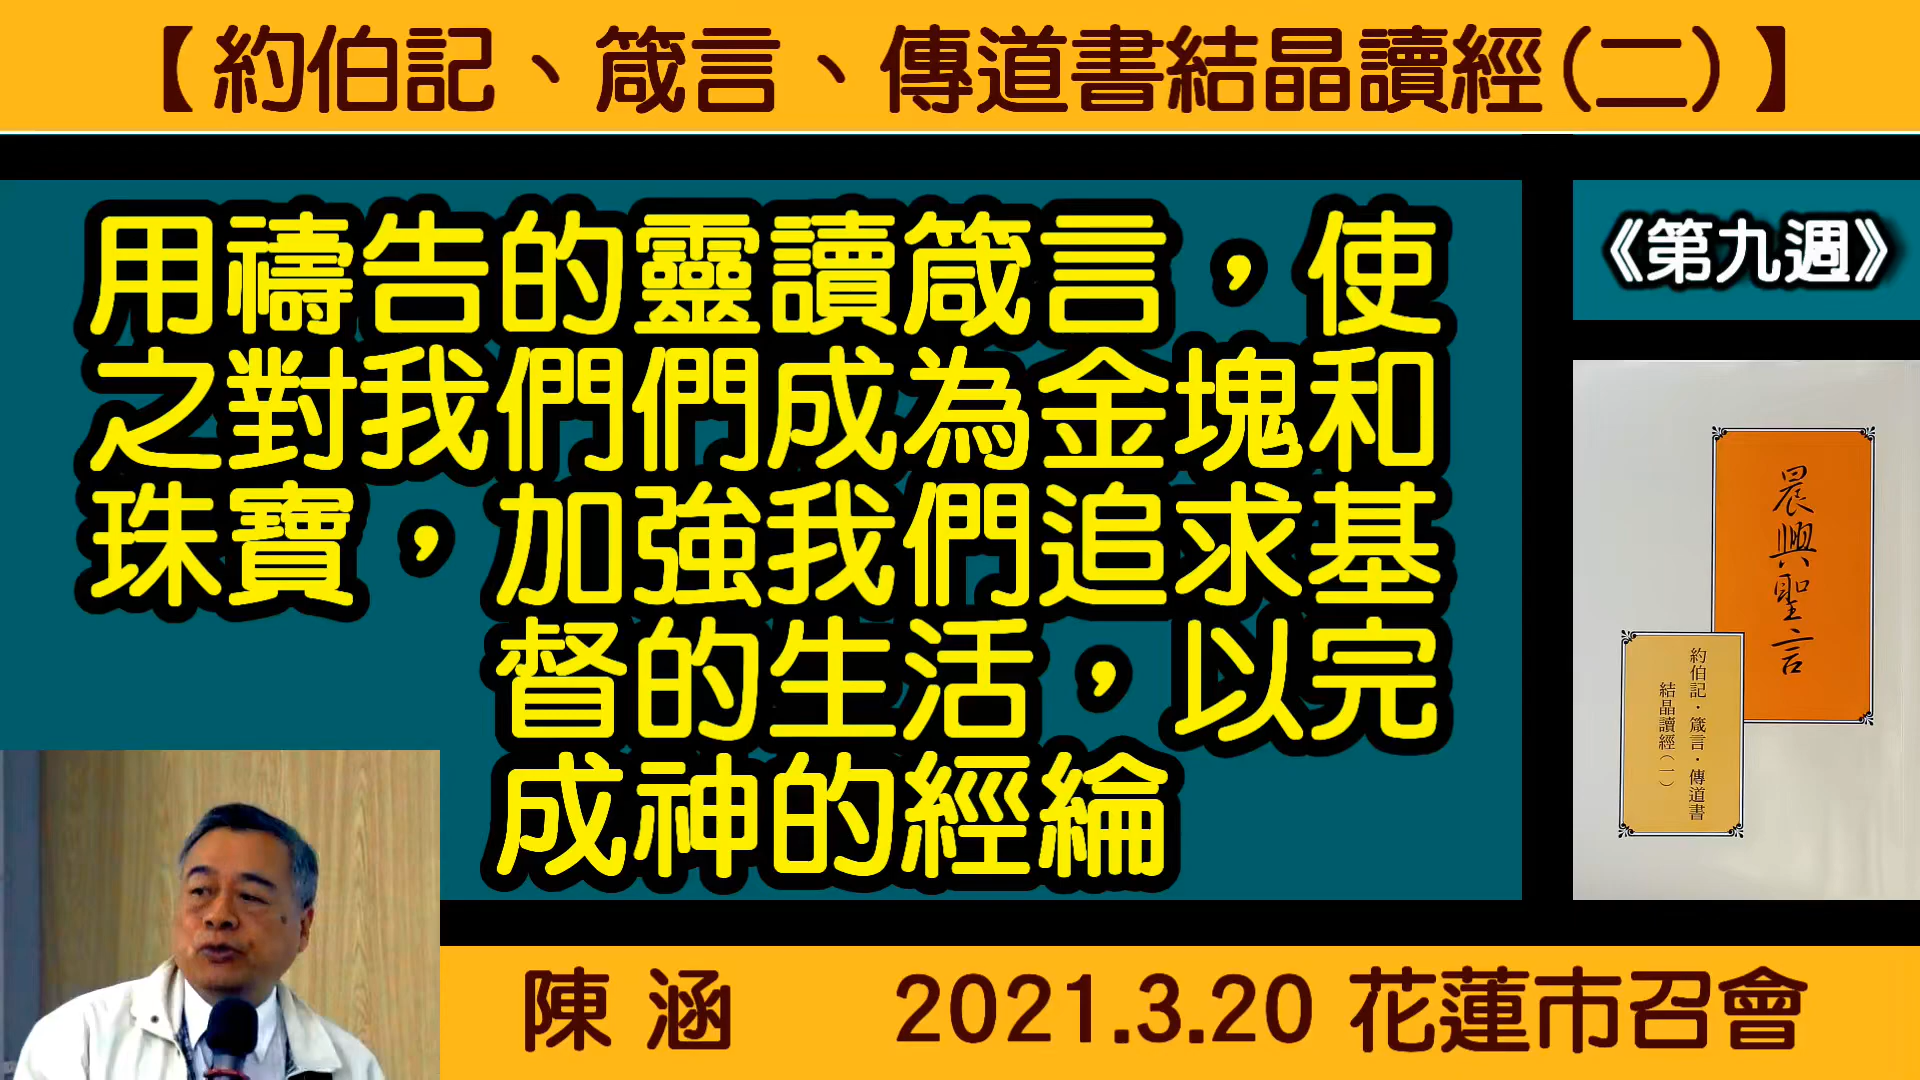 【約伯記、箴言、傳道書結晶讀經(二)】
用禱告的靈讀箴言，使
之對我們們成為金塊和
珠寶，加強我們追求基
督的生活，以完
成神的經綸
《第九週》
晨興聖言
約伯記・箴言・傳道書
結晶讀經（一）
陳 涵 2021.3.20 花蓮市召會